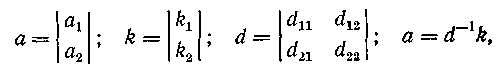 a = |a₁ a₂|; k = |k₁ k₂|; d = |d₁₁ d₁₂ d₂₁ d₂₂|; a = d⁻¹k,